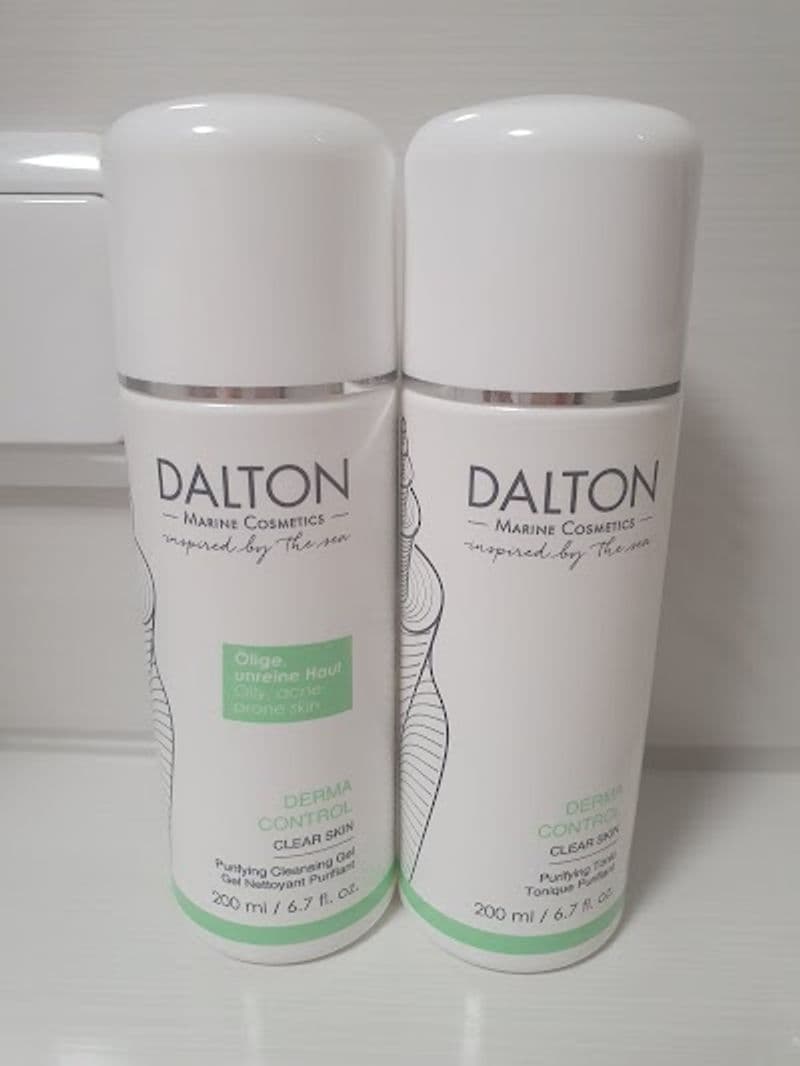 DALTON
— MARINE COSMETICS —
inspired by the sea
Ölige,
unreine Haut
Oily, acne-
prone skin
DERMA
CONTROL
CLEAR SKIN
Purifying Cleansing Gel
Gel Nettoyant Purifiant
200 ml / 6.7 fl. oz.
DALTON
— MARINE COSMETICS —
inspired by the sea
DERMA
CONTROL
CLEAR SKIN
Purifying Tonic
Tonique Purifiant
200 ml / 6.7 fl. oz.